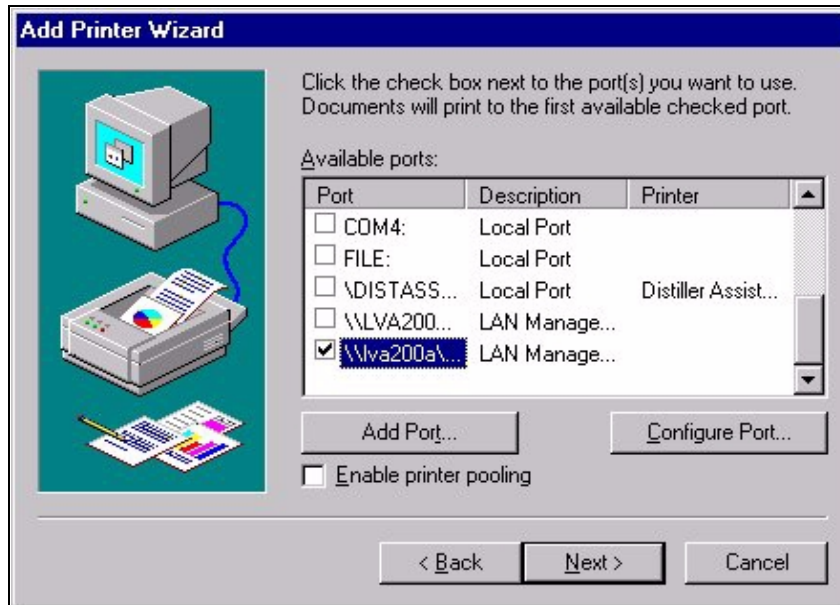 Add Printer Wizard
Click the check box next to the port(s) you want to use.
Documents will print to the first available checked port.
Available ports:
Port Description Printer
COM4: Local Port
FILE: Local Port
\DISTASS... Local Port Distiller Assist...
\\LVA200... LAN Manage...
\\lva200a\... LAN Manage...
Add Port... Configure Port...
Enable printer pooling
< Back Next > Cancel